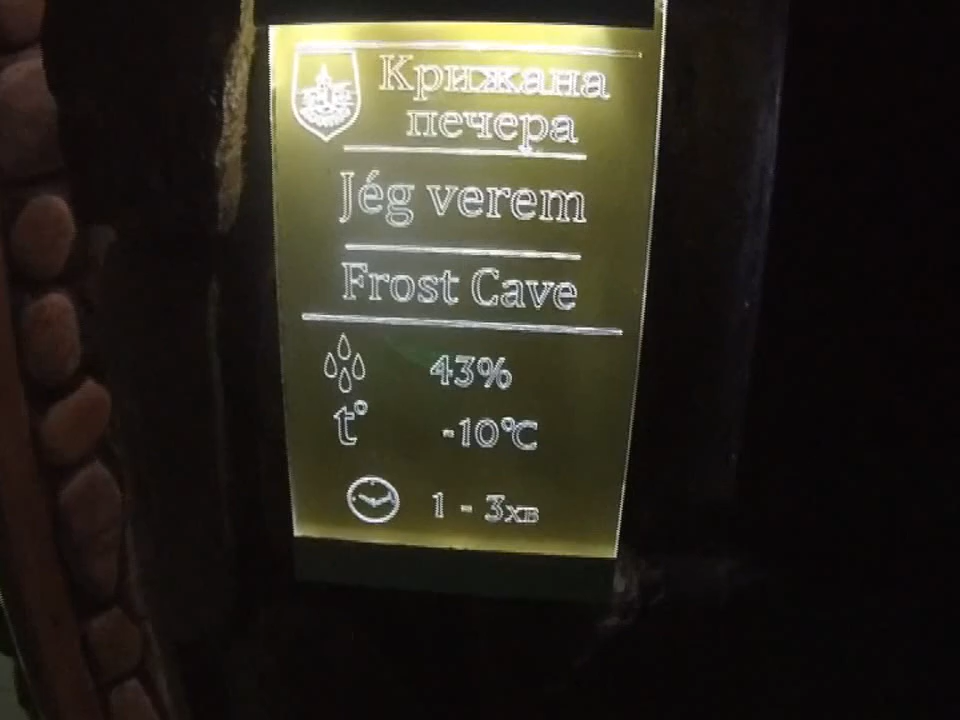 Крижана
печера
Jég verem
Frost Cave
43%
t° -10°C
1 - 3хв